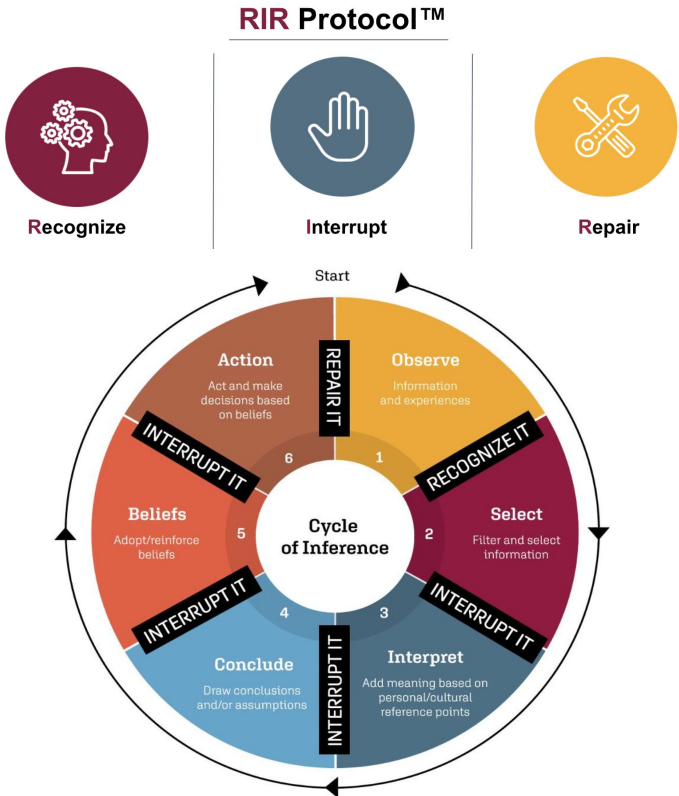 RIR Protocol™
Recognize
Interrupt
Repair
Start
Observe
Information
and experiences
1
RECOGNIZE IT
Select
Filter and select
information
2
INTERRUPT IT
Interpret
Add meaning based on
personal/cultural
reference points
3
INTERRUPT IT
Conclude
Draw conclusions
and/or assumptions
4
INTERRUPT IT
Beliefs
Adopt/reinforce
beliefs
5
INTERRUPT IT
Action
Act and make
decisions based
on beliefs
6
REPAIR IT
Cycle
of Inference